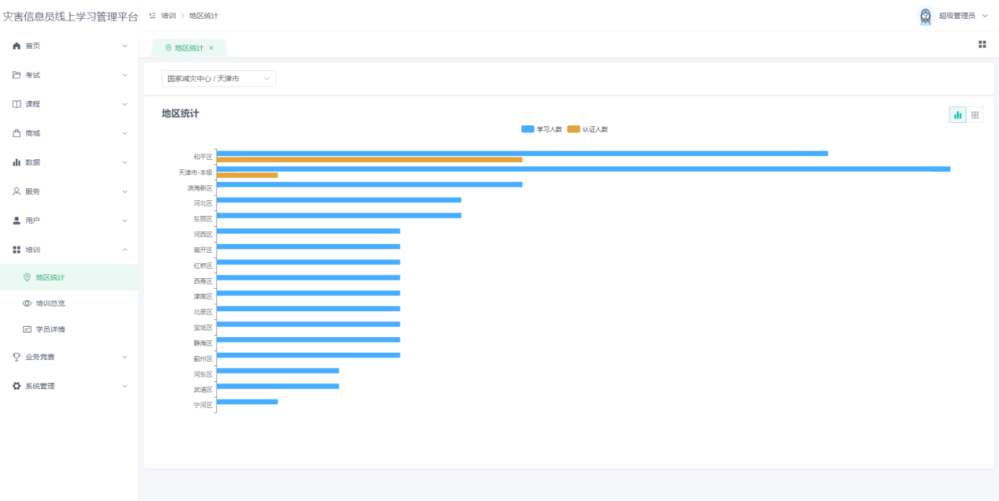 灾害信息员线上学习管理平台
培训 > 地区统计
超级管理员
首页
考试
课程
商城
数据
服务
用户
培训
地区统计
培训总览
学员详情
业务竞赛
系统管理
地区统计 ×
国家减灾中心 / 天津市
地区统计
学习人数 认证人数
和平区
天津市-本级
滨海新区
河北区
东丽区
河西区
南开区
红桥区
西青区
津南区
北辰区
宝坻区
静海区
蓟州区
河东区
武清区
宁河区